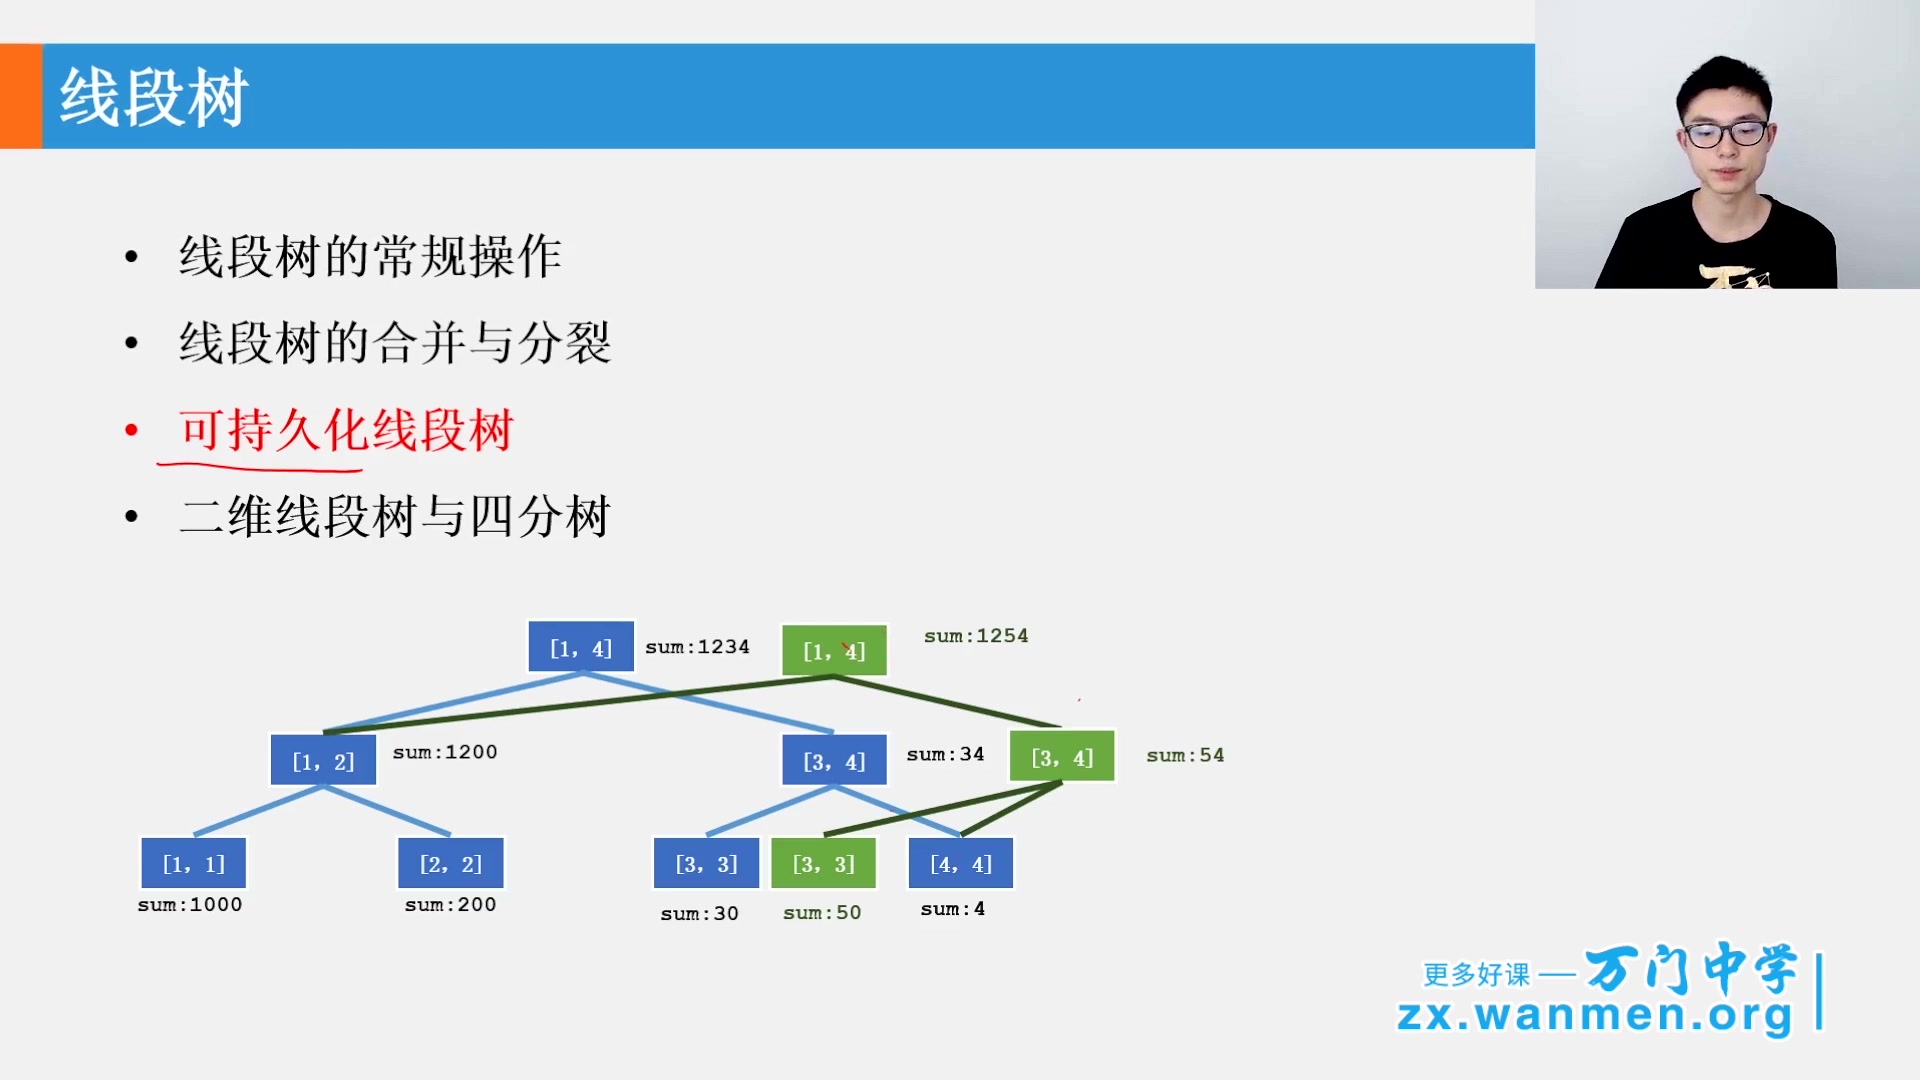 线段树
• 线段树的常规操作
• 线段树的合并与分裂
• 可持久化线段树
• 二维线段树与四分树
[1, 4] sum:1234 [1, 4] sum:1254
[1, 2] sum:1200 [3, 4] sum:34 [3, 4] sum:54
[1, 1] [2, 2] [3, 3] [3, 3] [4, 4]
sum:1000 sum:200 sum:30 sum:50 sum:4
更多好课 — 万门中学
zx.wanmen.org